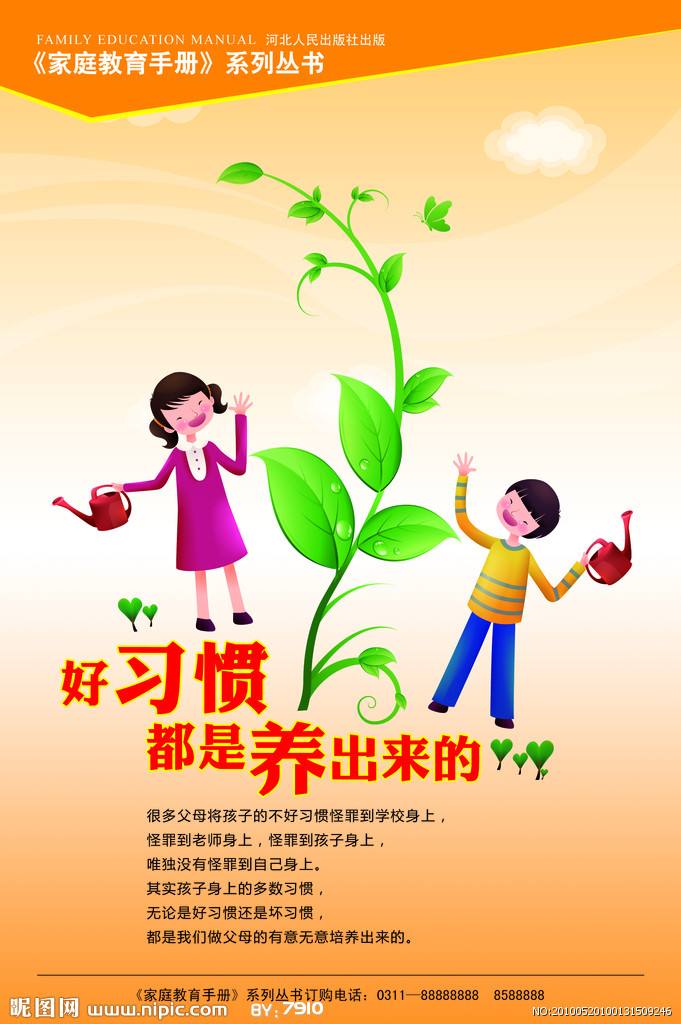 FAMILY EDUCATION MANUAL 河北人民出版社出版
《家庭教育手册》系列丛书
好习惯
都是养出来的
很多父母将孩子的不好习惯怪罪到学校身上，
怪罪到老师身上，怪罪到孩子身上，
唯独没有怪罪到自己身上。
其实孩子身上的多数习惯，
无论是好习惯还是坏习惯，
都是我们做父母的有意无意培养出来的。
《家庭教育手册》系列丛书订购电话：0311—88888888 8588888
昵图网 www.nipic.com BY：7910
NO:20100520100131509246